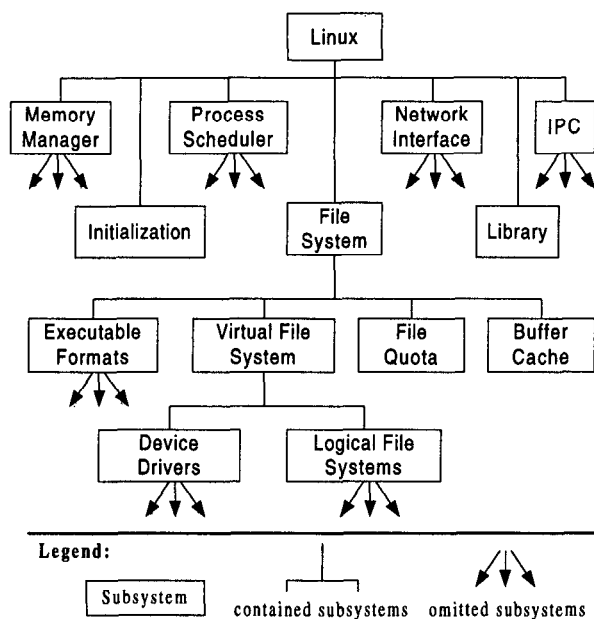 Linux
Memory
Manager
Process
Scheduler
Network
Interface
IPC
Initialization
File
System
Library
Executable
Formats
Virtual File
System
File
Quota
Buffer
Cache
Device
Drivers
Logical File
Systems
Legend:
Subsystem
contained subsystems
omitted subsystems